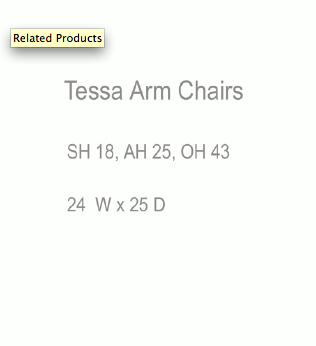 Related Products
Tessa Arm Chairs
SH 18, AH 25, OH 43
24 W x 25 D